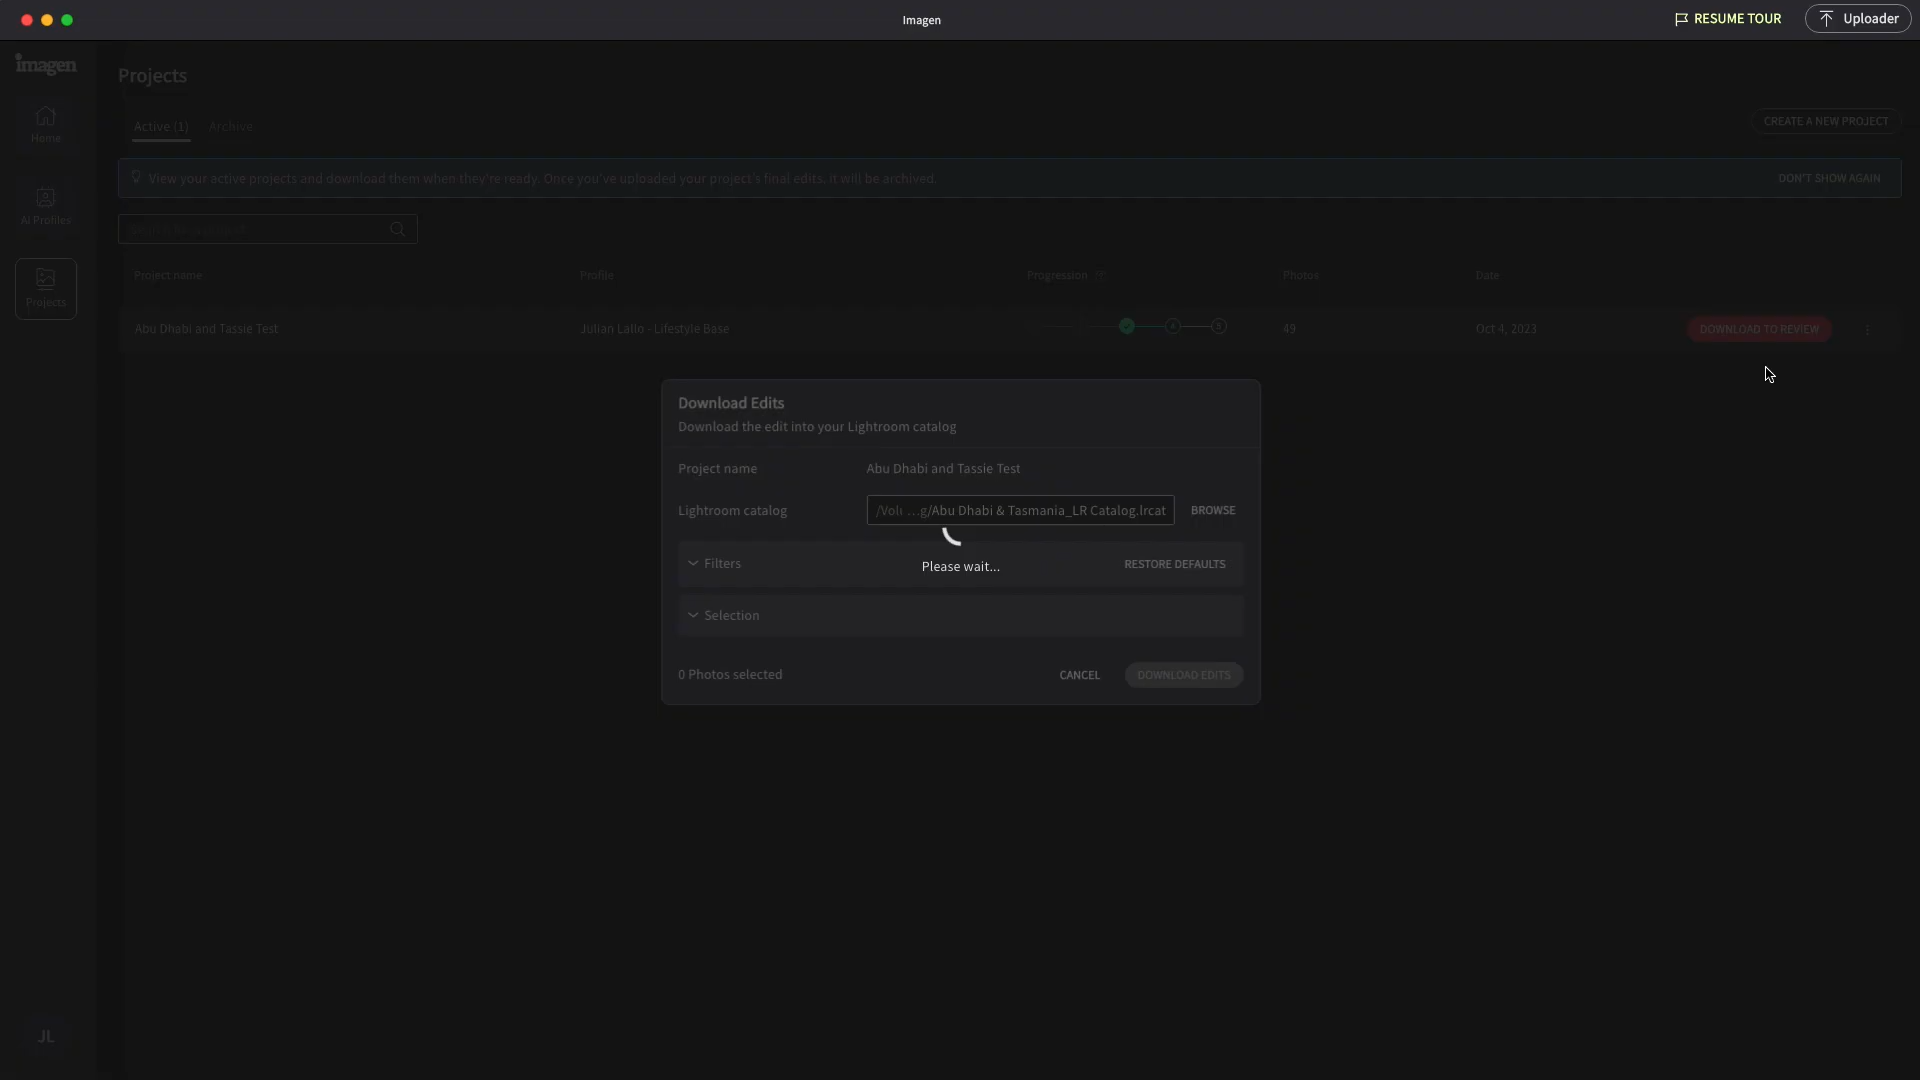 Imagen
RESUME TOUR
Uploader
imagen
Projects
Home
Active (1)
Archive
CREATE A NEW PROJECT
View your active projects and download them when they're ready. Once you've uploaded your project's final edits, it will be archived.
DON'T SHOW AGAIN
AI Profiles
Projects
Project name
Profile
Progression
Photos
Date
Abu Dhabi and Tassie Test
Julian Lallo - Lifestyle Base
4
5
49
Oct 4, 2023
DOWNLOAD TO REVIEW
Download Edits
Download the edit into your Lightroom catalog
Project name
Abu Dhabi and Tassie Test
Lightroom catalog
/Volu ...g/Abu Dhabi & Tasmania_LR Catalog.lrcat
BROWSE
Filters
Please wait...
RESTORE DEFAULTS
Selection
0 Photos selected
CANCEL
DOWNLOAD EDITS
JL